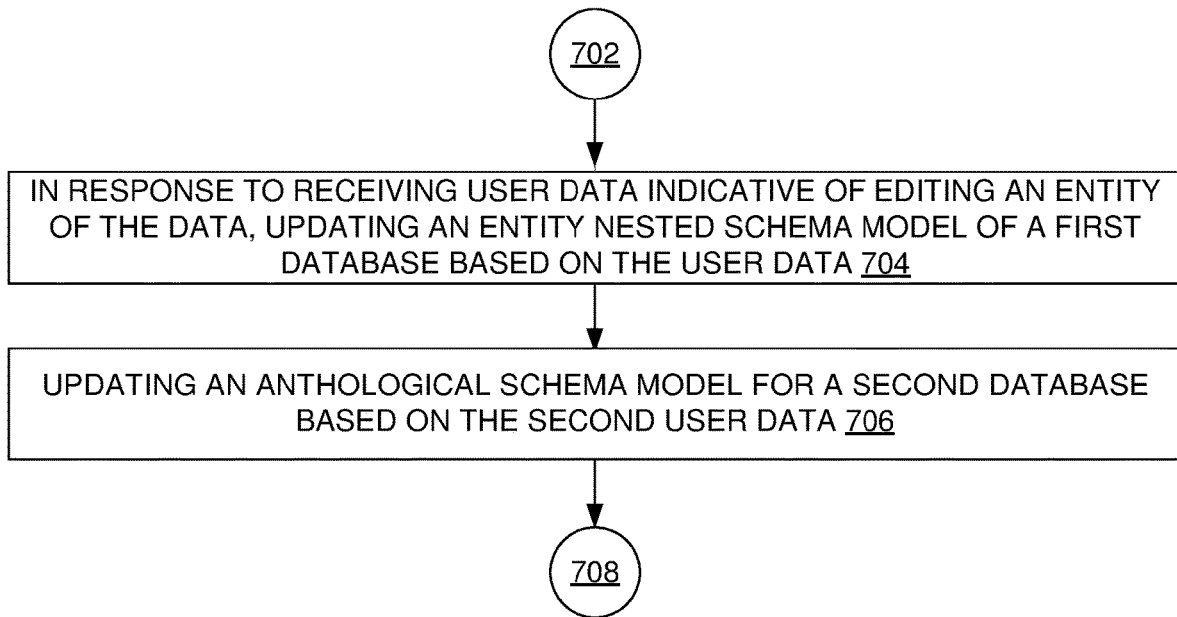 702
IN RESPONSE TO RECEIVING USER DATA INDICATIVE OF EDITING AN ENTITY
OF THE DATA, UPDATING AN ENTITY NESTED SCHEMA MODEL OF A FIRST
DATABASE BASED ON THE USER DATA 704
UPDATING AN ANTHOLOGICAL SCHEMA MODEL FOR A SECOND DATABASE
BASED ON THE SECOND USER DATA 706
708